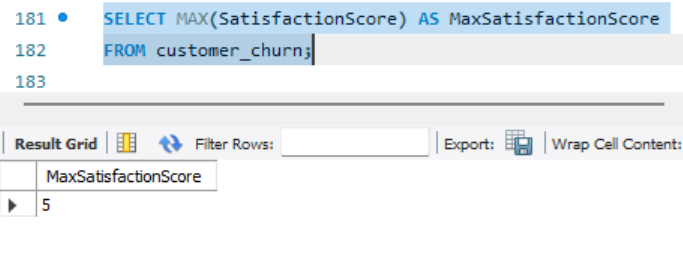 181 SELECT MAX(SatisfactionScore) AS MaxSatisfactionScore
182 FROM customer_churn;
183
Result Grid Filter Rows: Export: Wrap Cell Content:
MaxSatisfactionScore
5